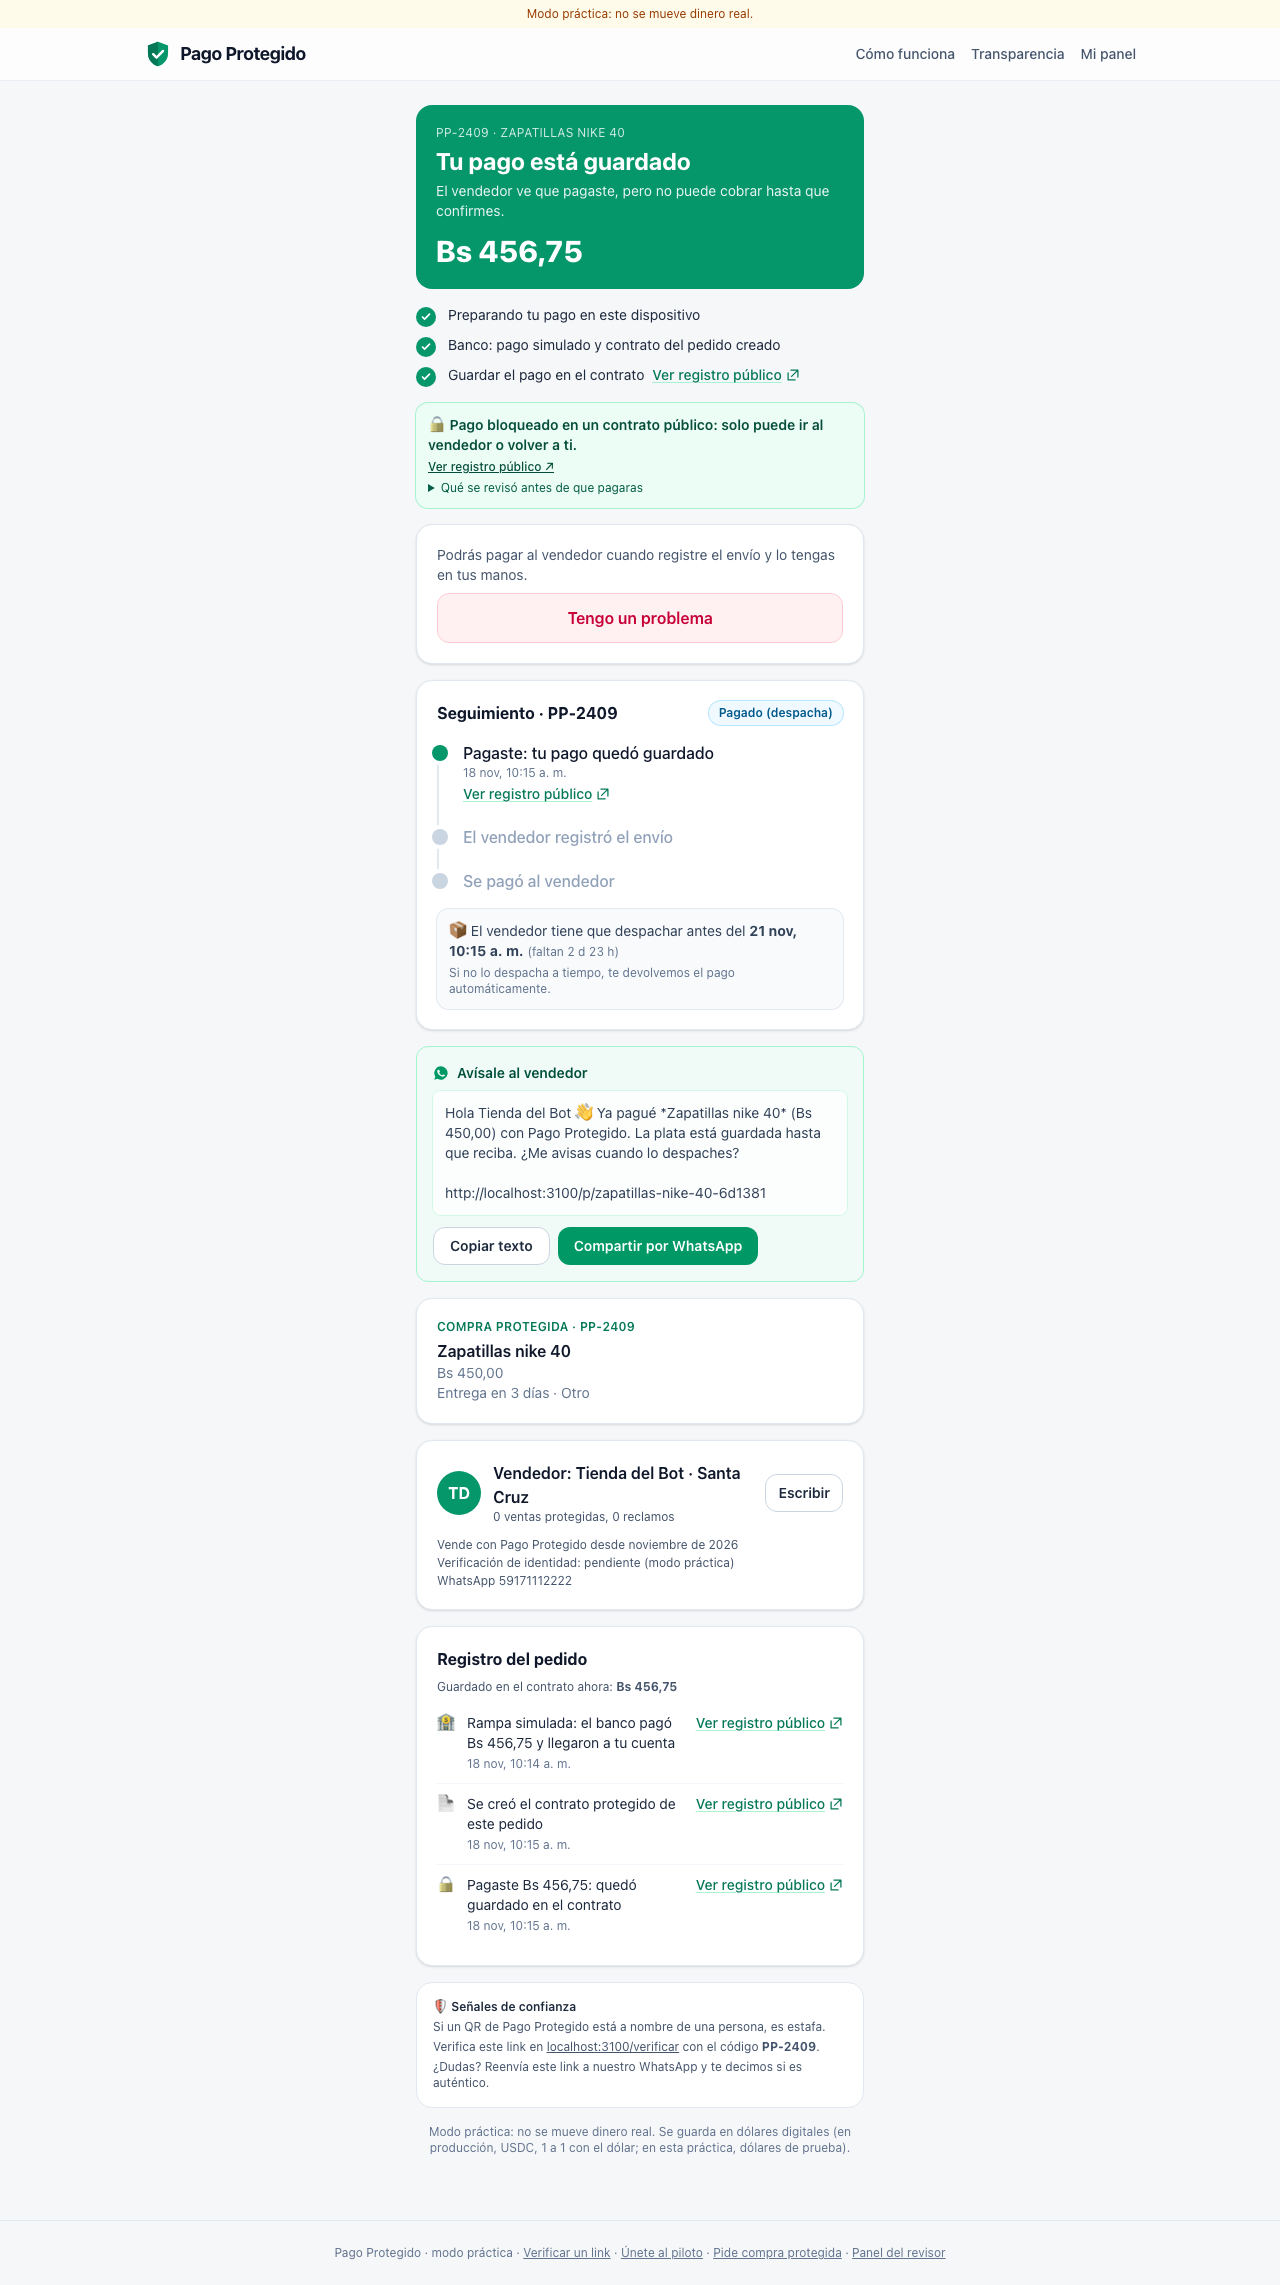 Modo práctica: no se mueve dinero real.
Pago Protegido
Cómo funciona Transparencia Mi panel
PP-2409 · ZAPATILLAS NIKE 40
Tu pago está guardado
El vendedor ve que pagaste, pero no puede cobrar hasta que
confirmes.
Bs 456,75
Preparando tu pago en este dispositivo
Banco: pago simulado y contrato del pedido creado
Guardar el pago en el contrato Ver registro público
🔒 Pago bloqueado en un contrato público: solo puede ir al
vendedor o volver a ti.
Ver registro público ↗
▶ Qué se revisó antes de que pagaras
Podrás pagar al vendedor cuando registre el envío y lo tengas
en tus manos.
Tengo un problema
Seguimiento · PP-2409
Pagado (despacha)
Pagaste: tu pago quedó guardado
18 nov, 10:15 a. m.
Ver registro público
El vendedor registró el envío
Se pagó al vendedor
📦 El vendedor tiene que despachar antes del 21 nov,
10:15 a. m. (faltan 2 d 23 h)
Si no lo despacha a tiempo, te devolvemos el pago
automáticamente.
Avísale al vendedor
Hola Tienda del Bot 👋 Ya pagué *Zapatillas nike 40* (Bs
450,00) con Pago Protegido. La plata está guardada hasta
que reciba. ¿Me avisas cuando lo despaches?
http://localhost:3100/p/zapatillas-nike-40-6d1381
Copiar texto
Compartir por WhatsApp
COMPRA PROTEGIDA · PP-2409
Zapatillas nike 40
Bs 450,00
Entrega en 3 días · Otro
TD
Vendedor: Tienda del Bot · Santa
Cruz
0 ventas protegidas, 0 reclamos
Escribir
Vende con Pago Protegido desde noviembre de 2026
Verificación de identidad: pendiente (modo práctica)
WhatsApp 59171112222
Registro del pedido
Guardado en el contrato ahora: Bs 456,75
Rampa simulada: el banco pagó
Bs 456,75 y llegaron a tu cuenta
18 nov, 10:14 a. m.
Ver registro público
Se creó el contrato protegido de
este pedido
18 nov, 10:15 a. m.
Ver registro público
Pagaste Bs 456,75: quedó
guardado en el contrato
18 nov, 10:15 a. m.
Ver registro público
Señales de confianza
Si un QR de Pago Protegido está a nombre de una persona, es estafa.
Verifica este link en localhost:3100/verificar con el código PP-2409.
¿Dudas? Reenvía este link a nuestro WhatsApp y te decimos si es
auténtico.
Modo práctica: no se mueve dinero real. Se guarda en dólares digitales (en
producción, USDC, 1 a 1 con el dólar; en esta práctica, dólares de prueba).
Pago Protegido · modo práctica · Verificar un link · Únete al piloto · Pide compra protegida · Panel del revisor